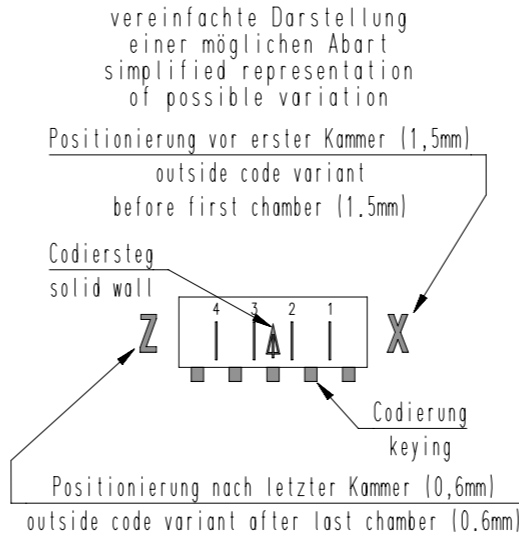 vereinfachte Darstellung
einer möglichen Abart
simplified representation
of possible variation
Positionierung vor erster Kammer (1,5mm)
outside code variant
before first chamber (1.5mm)
Codiersteg
solid wall
4 3 2 1
Z X
Codierung
keying
Positionierung nach letzter Kammer (0,6mm)
outside code variant after last chamber (0.6mm)